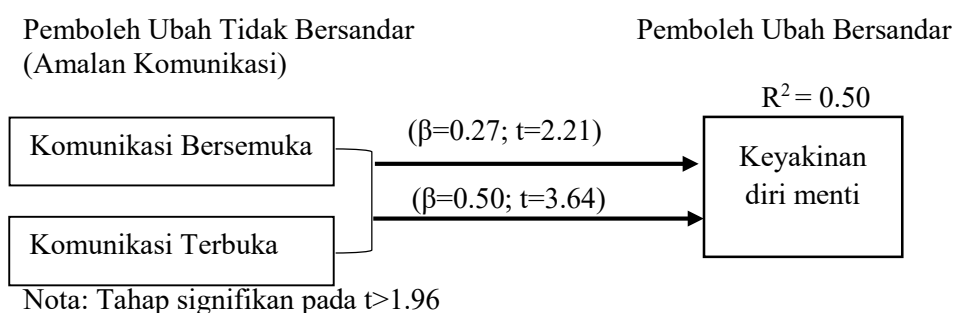 Pemboleh Ubah Tidak Bersandar
(Amalan Komunikasi)
Pemboleh Ubah Bersandar
R² = 0.50
Komunikasi Bersemuka
(β=0.27; t=2.21)
Keyakinan
diri menti
(β=0.50; t=3.64)
Komunikasi Terbuka
Nota: Tahap signifikan pada t>1.96